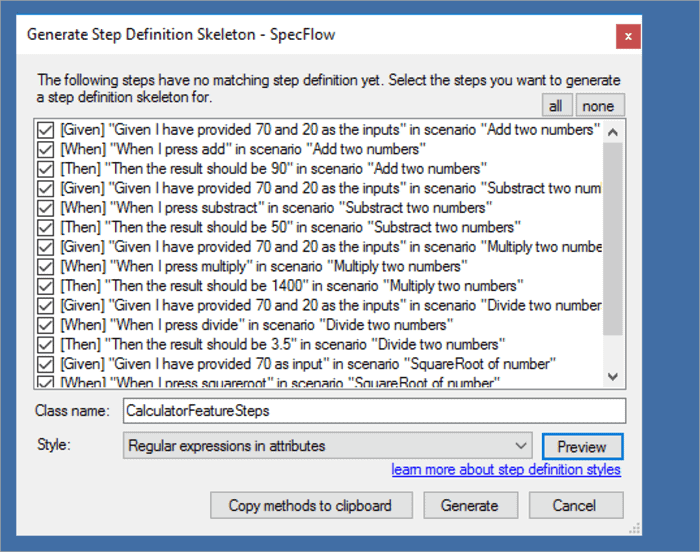 Generate Step Definition Skeleton - SpecFlow
x
The following steps have no matching step definition yet. Select the steps you want to generate
a step definition skeleton for.
all none
[Given] "Given I have provided 70 and 20 as the inputs" in scenario "Add two numbers"
[When] "When I press add" in scenario "Add two numbers"
[Then] "Then the result should be 90" in scenario "Add two numbers"
[Given] "Given I have provided 70 and 20 as the inputs" in scenario "Substract two num
[When] "When I press substract" in scenario "Substract two numbers"
[Then] "Then the result should be 50" in scenario "Substract two numbers"
[Given] "Given I have provided 70 and 20 as the inputs" in scenario "Multiply two numbe
[When] "When I press multiply" in scenario "Multiply two numbers"
[Then] "Then the result should be 1400" in scenario "Multiply two numbers"
[Given] "Given I have provided 70 and 20 as the inputs" in scenario "Divide two number
[When] "When I press divide" in scenario "Divide two numbers"
[Then] "Then the result should be 3.5" in scenario "Divide two numbers"
[Given] "Given I have provided 70 as input" in scenario "SquareRoot of number"
[When] "When I press squareroot" in scenario "SquareRoot of number"
Class name: CalculatorFeatureSteps
Style: Regular expressions in attributes Preview
learn more about step definition styles
Copy methods to clipboard Generate Cancel